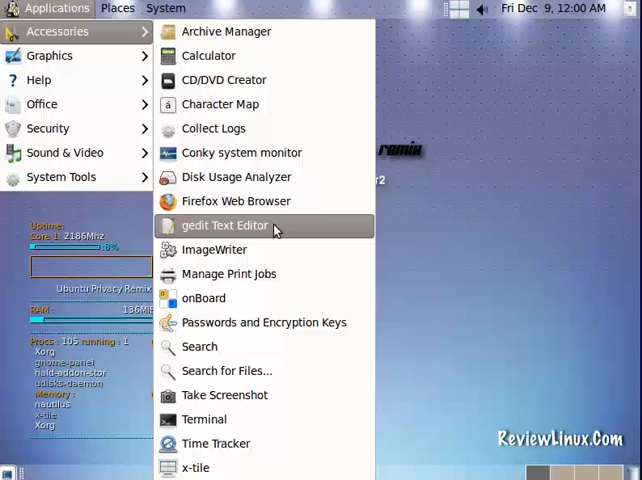 Applications Places System Fri Dec 9, 12:00 AM
Accessories
Graphics
Help
Office
Security
Sound & Video
System Tools
Archive Manager
Calculator
CD/DVD Creator
Character Map
Collect Logs
Conky system monitor
Disk Usage Analyzer
Firefox Web Browser
gedit Text Editor
ImageWriter
Manage Print Jobs
onBoard
Passwords and Encryption Keys
Search
Search for Files...
Take Screenshot
Terminal
Time Tracker
x-tile
remix
r2
Uptime:
Core 1 2186Mhz
8%
Ubuntu Privacy Remix
RAM : 136MiB
Procs : 105 running : 1
Xorg
gnome-panel
hald-addon-stor
udisks-daemon
Memory :
nautilus
x-tile
Xorg
ReviewLinux.Com